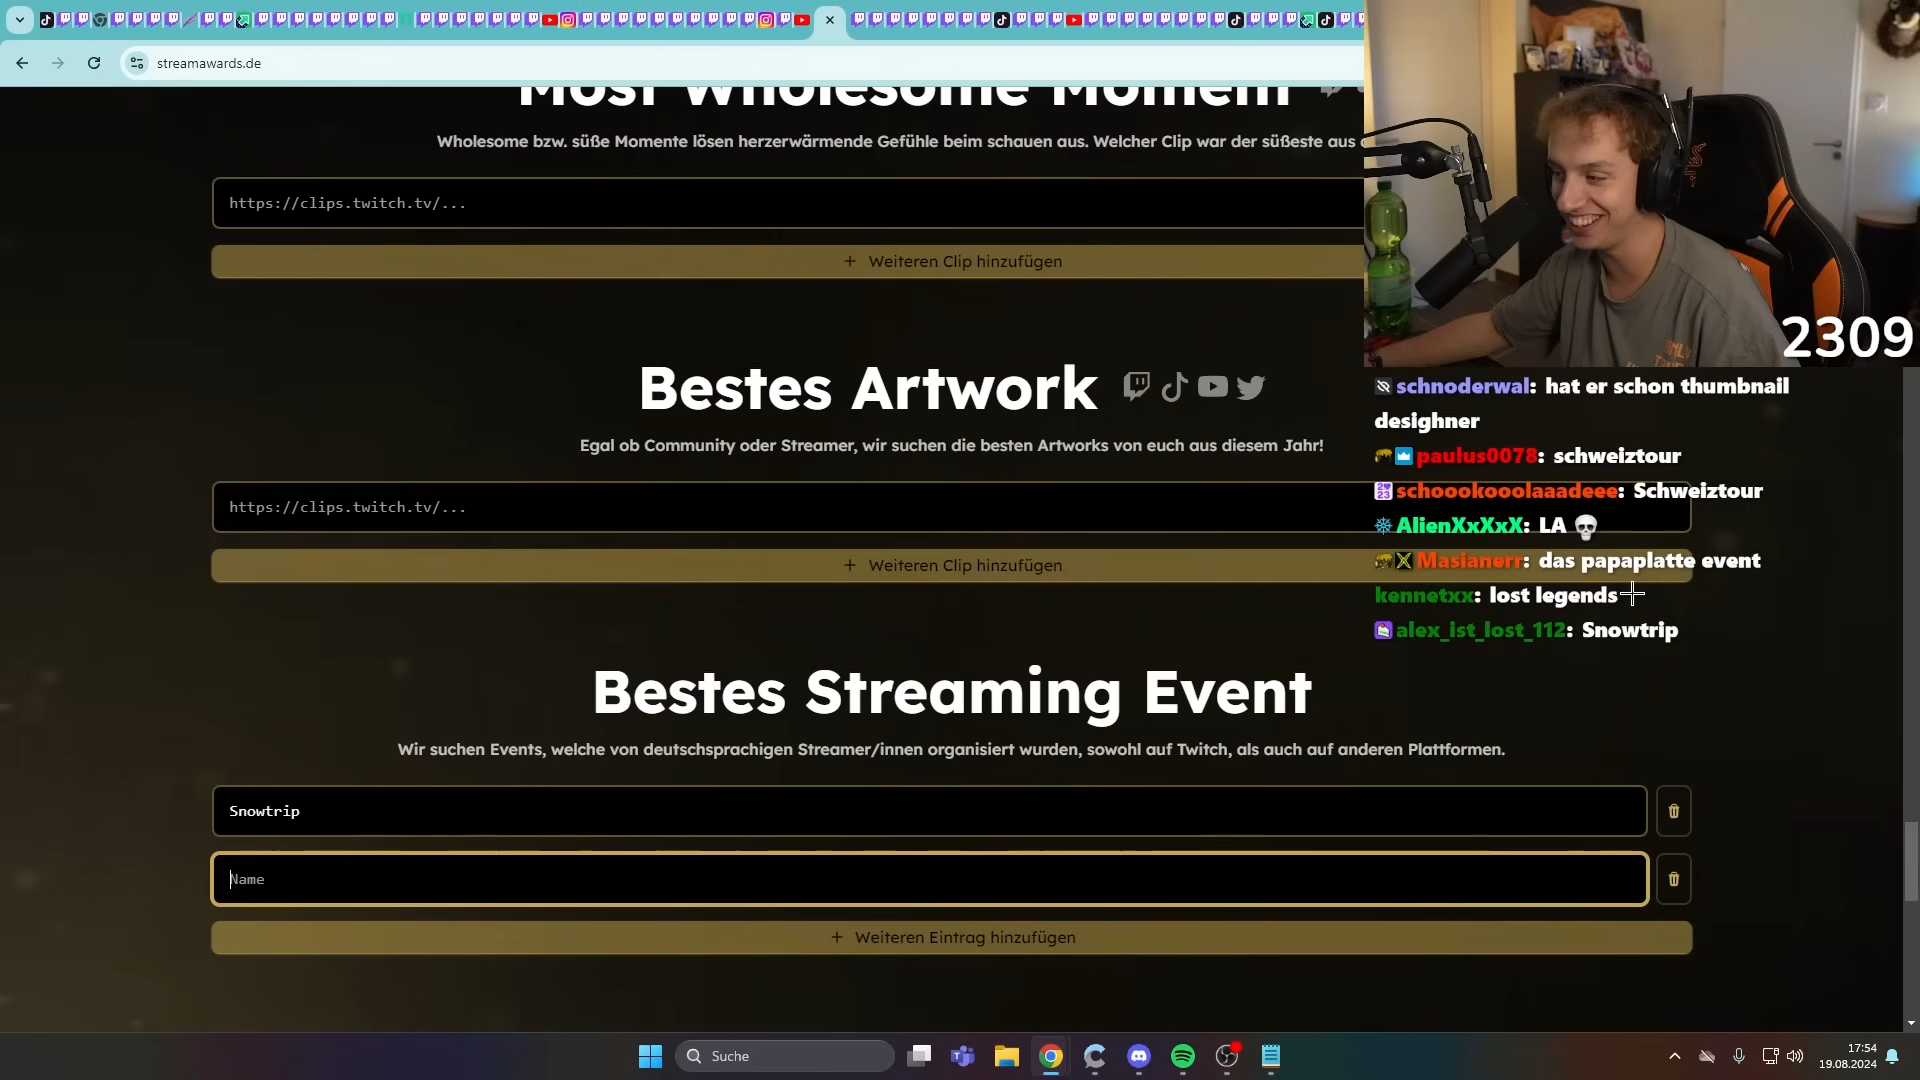 streamawards.de
Most Wholesome Moment
Wholesome bzw. süße Momente lösen herzerwärmende Gefühle beim schauen aus. Welcher Clip war der süßeste aus
https://clips.twitch.tv/...
+ Weiteren Clip hinzufügen
2309
Bestes Artwork
Egal ob Community oder Streamer, wir suchen die besten Artworks von euch aus diesem Jahr!
https://clips.twitch.tv/...
+ Weiteren Clip hinzufügen
schnoderwal: hat er schon thumbnail
desighner
paulus0078: schweiztour
schoookooolaaadeee: Schweiztour
AlienXxXxX: LA 💀
Masianerr: das papaplatte event
kennetxx: lost legends
alex_ist_lost_112: Snowtrip
Bestes Streaming Event
Wir suchen Events, welche von deutschsprachigen Streamer/innen organisiert wurden, sowohl auf Twitch, als auch auf anderen Plattformen.
Snowtrip
Name
+ Weiteren Eintrag hinzufügen
Suche
17:54
19.08.2024